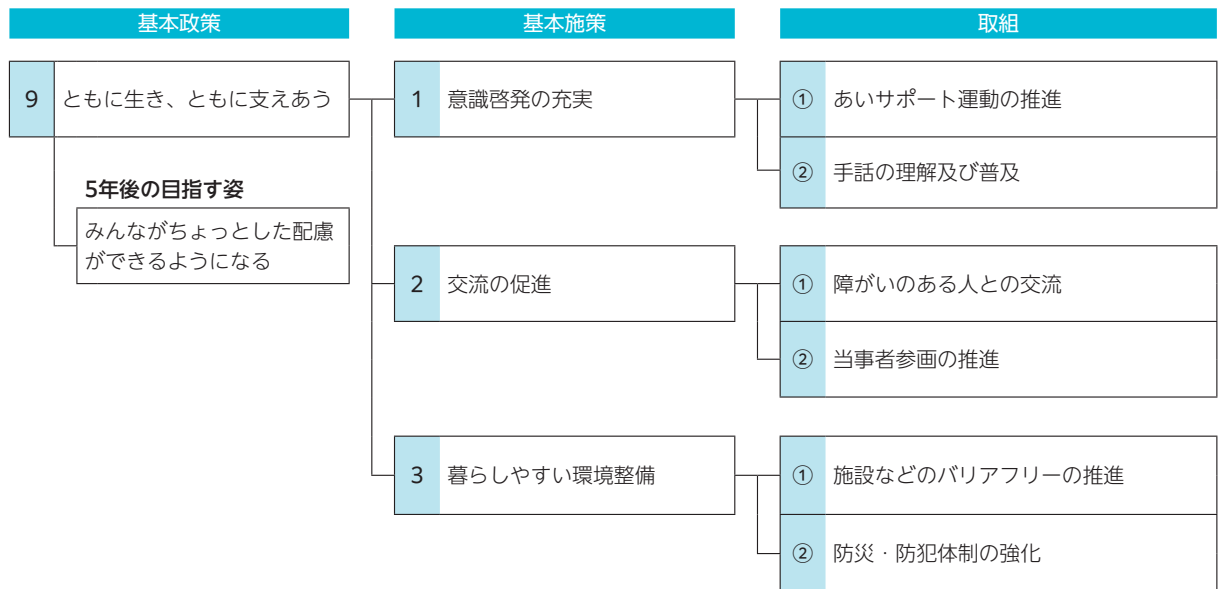 基本政策
基本施策
取組
9 ともに生き、ともに支えあう
5年後の目指す姿
みんながちょっとした配慮
ができるようになる
1 意識啓発の充実
① あいサポート運動の推進
② 手話の理解及び普及
2 交流の促進
① 障がいのある人との交流
② 当事者参画の推進
3 暮らしやすい環境整備
① 施設などのバリアフリーの推進
② 防災・防犯体制の強化